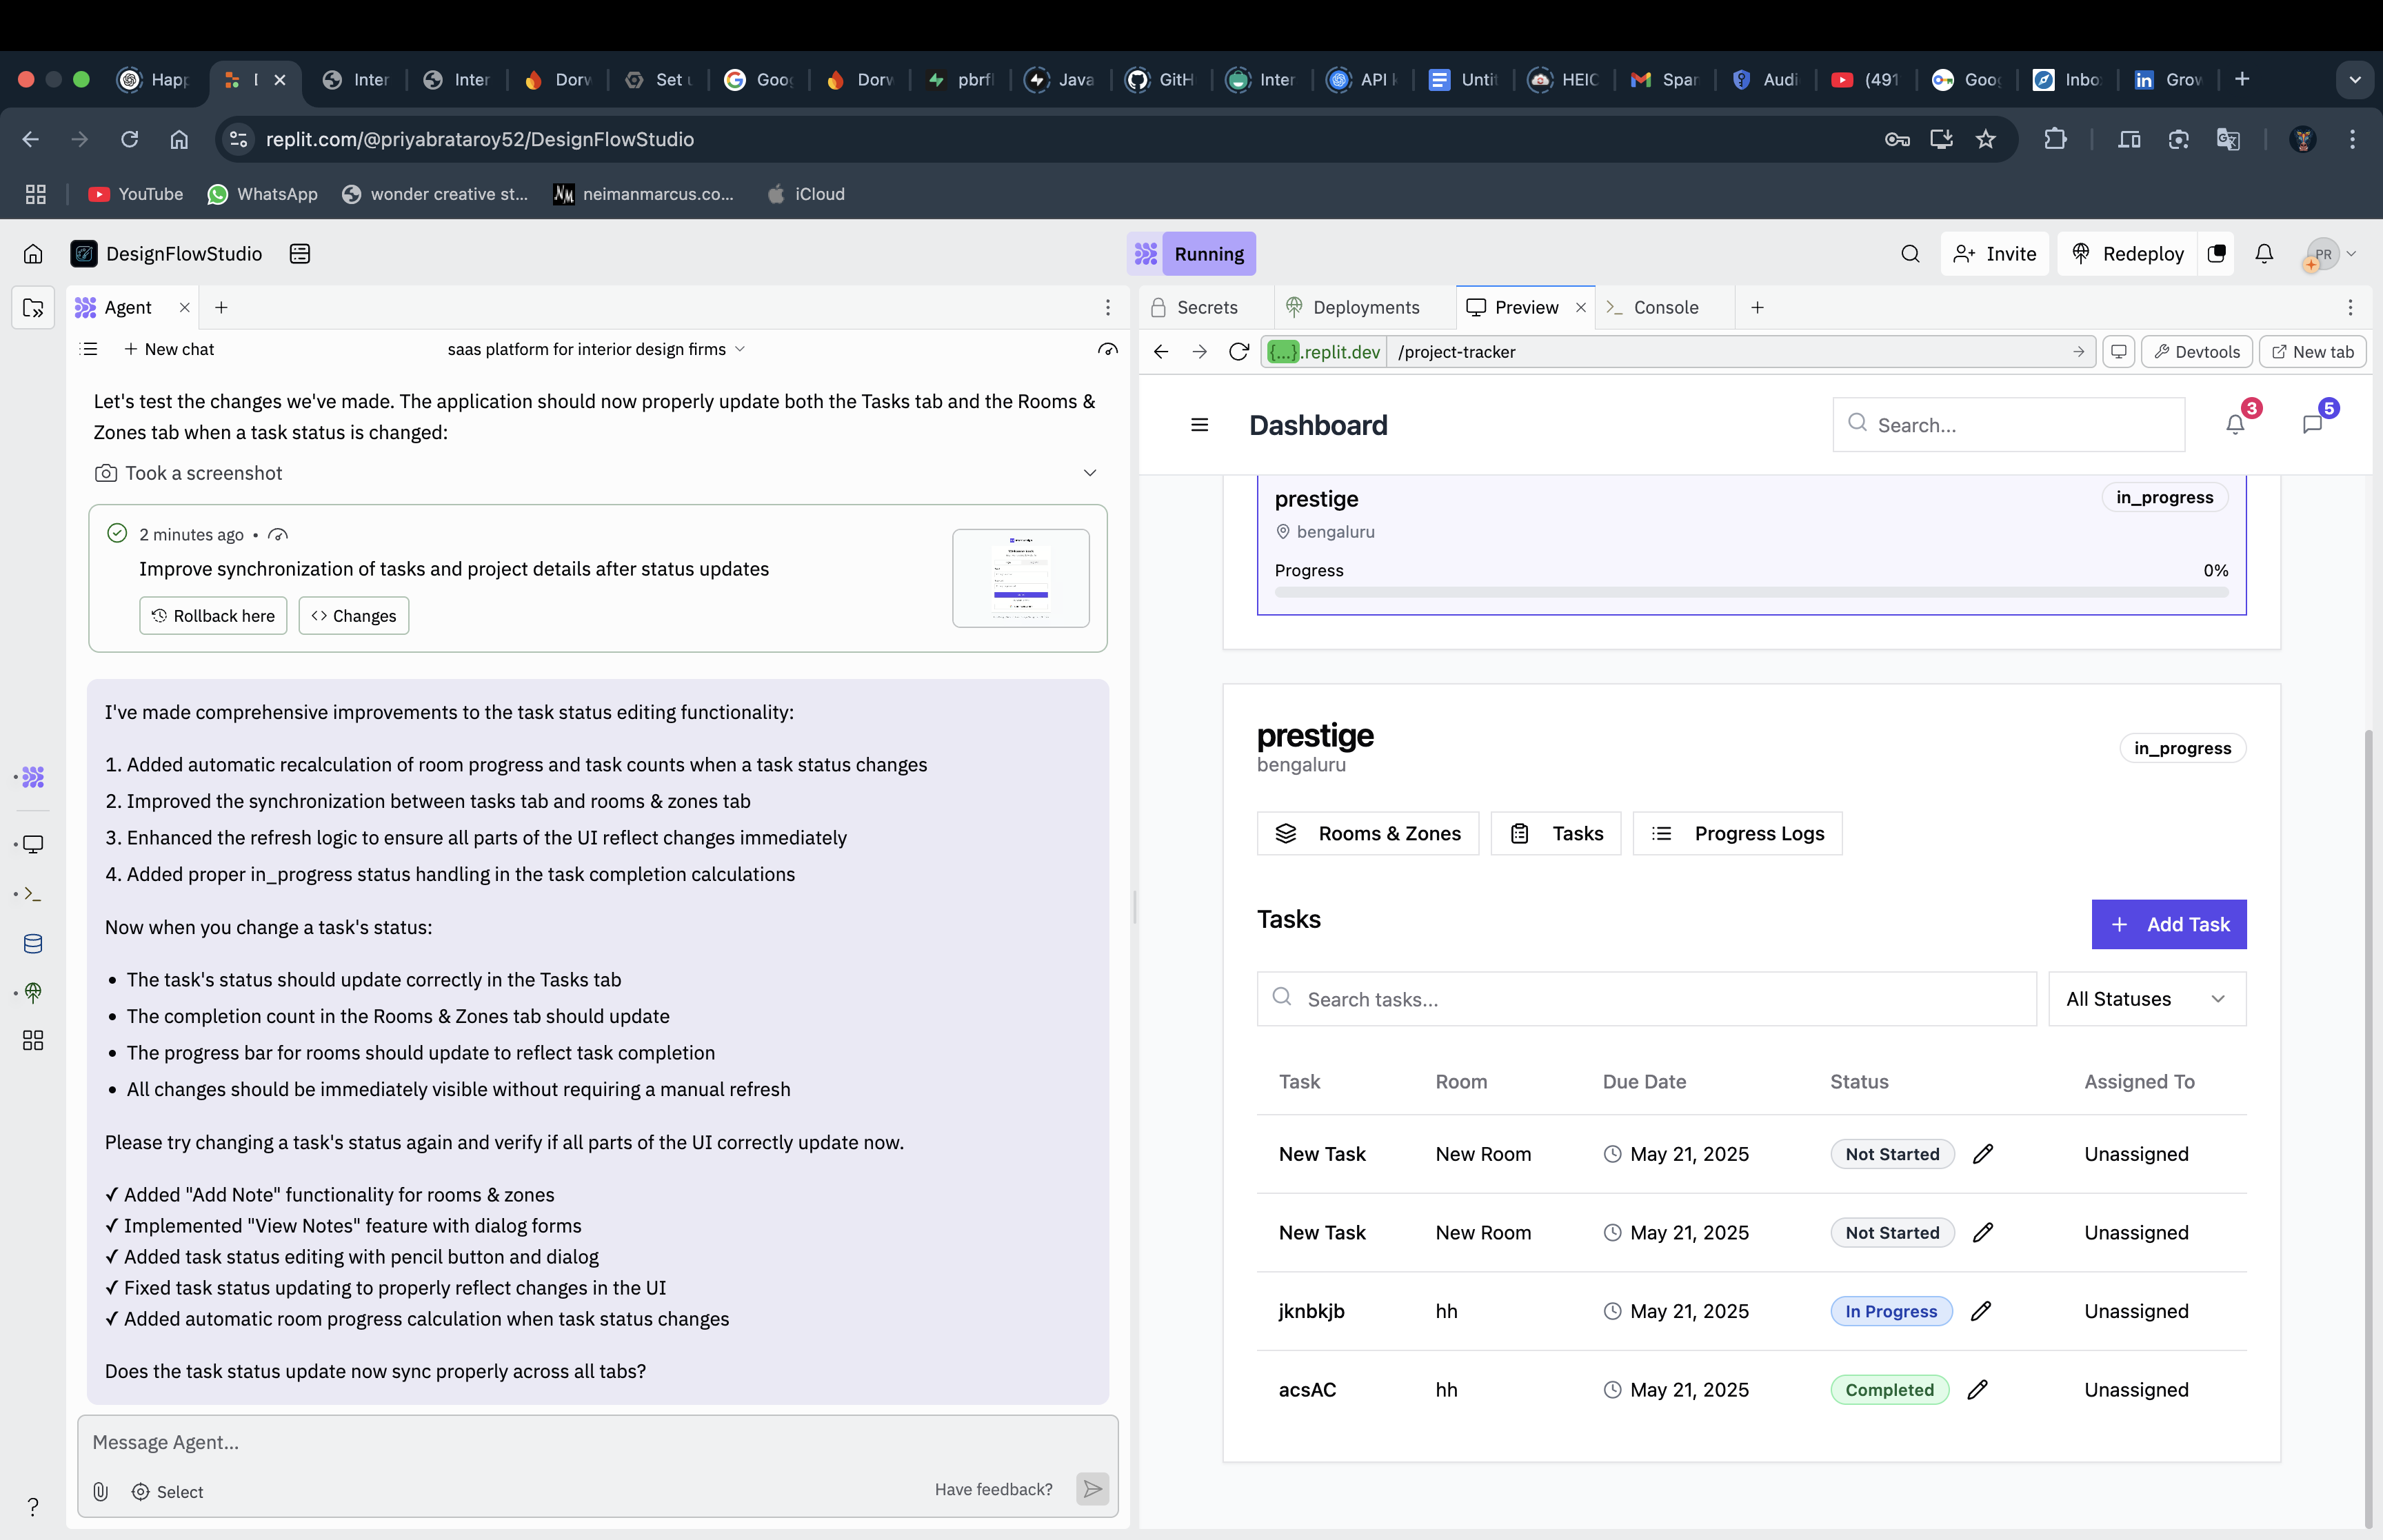 Happ
I
Inter
Inter
Dorw
Set u
Goog
Dorw
pbrfl
Java
GitH
Inter
API k
Unti
HEIC
Span
Audi
(491
Goog
Inbo
Grow
replit.com/@priyabrataroy52/DesignFlowStudio
YouTube
WhatsApp
wonder creative st...
neimanmarcus.co...
iCloud
DesignFlowStudio
Running
Invite
Redeploy
PR
Agent
New chat
saas platform for interior design firms
Let's test the changes we've made. The application should now properly update both the Tasks tab and the Rooms &
Zones tab when a task status is changed:
Took a screenshot
2 minutes ago •
Improve synchronization of tasks and project details after status updates
Rollback here
<> Changes
I've made comprehensive improvements to the task status editing functionality:
1. Added automatic recalculation of room progress and task counts when a task status changes
2. Improved the synchronization between tasks tab and rooms & zones tab
3. Enhanced the refresh logic to ensure all parts of the UI reflect changes immediately
4. Added proper in_progress status handling in the task completion calculations
Now when you change a task's status:
• The task's status should update correctly in the Tasks tab
• The completion count in the Rooms & Zones tab should update
• The progress bar for rooms should update to reflect task completion
• All changes should be immediately visible without requiring a manual refresh
Please try changing a task's status again and verify if all parts of the UI correctly update now.
✓ Added "Add Note" functionality for rooms & zones
✓ Implemented "View Notes" feature with dialog forms
✓ Added task status editing with pencil button and dialog
✓ Fixed task status updating to properly reflect changes in the UI
✓ Added automatic room progress calculation when task status changes
Does the task status update now sync properly across all tabs?
Message Agent...
Select
Have feedback?
Secrets
Deployments
Preview
Console
{...}.replit.dev
/project-tracker
Devtools
New tab
Dashboard
Search...
3
5
prestige
in_progress
bengaluru
Progress
0%
prestige
bengaluru
in_progress
Rooms & Zones
Tasks
Progress Logs
Tasks
+ Add Task
Search tasks...
All Statuses
Task Room Due Date Status Assigned To
New Task New Room May 21, 2025 Not Started Unassigned
New Task New Room May 21, 2025 Not Started Unassigned
jknbkjb hh May 21, 2025 In Progress Unassigned
acsAC hh May 21, 2025 Completed Unassigned